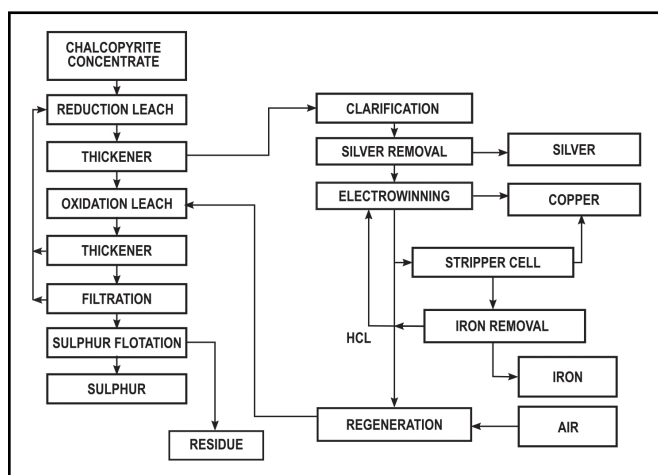 CHALCOPYRITE
CONCENTRATE
REDUCTION LEACH
THICKENER
OXIDATION LEACH
THICKENER
FILTRATION
SULPHUR FLOTATION
SULPHUR
RESIDUE
CLARIFICATION
SILVER REMOVAL
SILVER
ELECTROWINNING
COPPER
STRIPPER CELL
IRON REMOVAL
HCL
IRON
REGENERATION
AIR